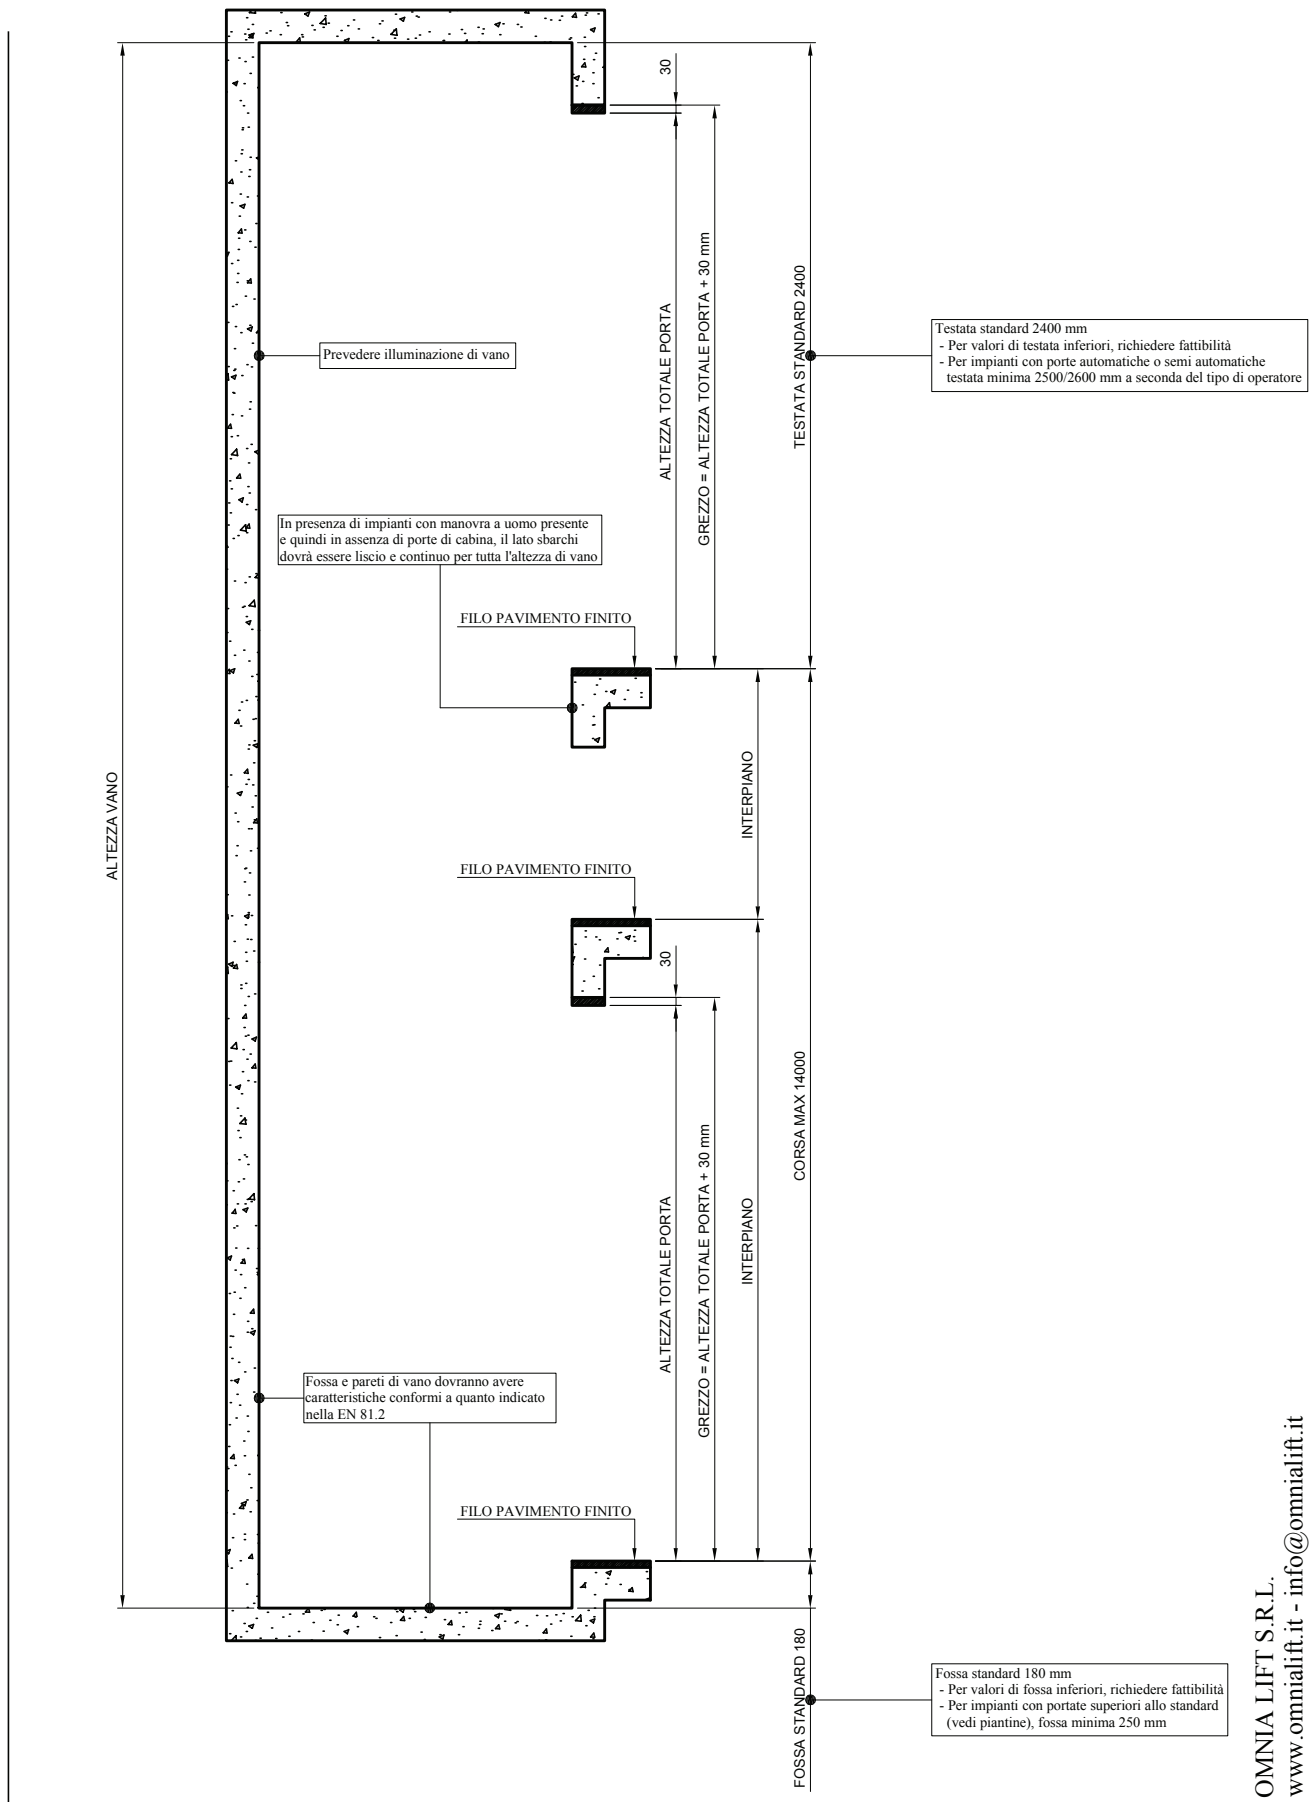 30
ALTEZZA TOTALE PORTA
GREZZO = ALTEZZA TOTALE PORTA + 30 mm
TESTATA STANDARD 2400
Testata standard 2400 mm
- Per valori di testata inferiori, richiedere fattibilità
- Per impianti con porte automatiche o semi automatiche
testata minima 2500/2600 mm a seconda del tipo di operatore
Prevedere illuminazione di vano
In presenza di impianti con manovra a uomo presente
e quindi in assenza di porte di cabina, il lato sbarchi
dovrà essere liscio e continuo per tutta l'altezza di vano
FILO PAVIMENTO FINITO
ALTEZZA VANO
INTERPIANO
FILO PAVIMENTO FINITO
30
CORSA MAX 14000
ALTEZZA TOTALE PORTA
GREZZO = ALTEZZA TOTALE PORTA + 30 mm
INTERPIANO
Fossa e pareti di vano dovranno avere
caratteristiche conformi a quanto indicato
nella EN 81.2
FILO PAVIMENTO FINITO
FOSSA STANDARD 180
Fossa standard 180 mm
- Per valori di fossa inferiori, richiedere fattibilità
- Per impianti con portate superiori allo standard
(vedi piantine), fossa minima 250 mm
OMNIA LIFT S.R.L.
www.omnialift.it - info@omnialift.it